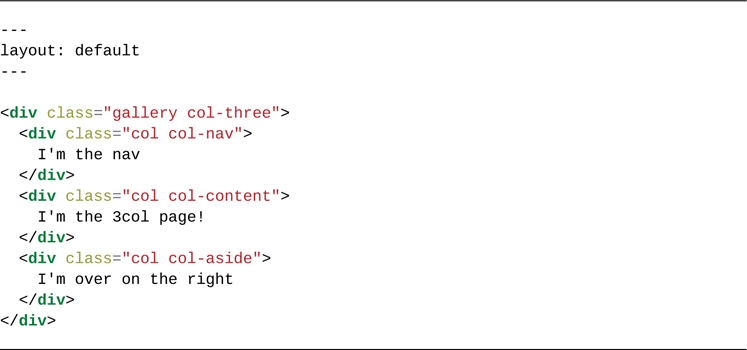 ---
layout: default
---

<div class="gallery col-three">
  <div class="col col-nav">
    I'm the nav
  </div>
  <div class="col col-content">
    I'm the 3col page!
  </div>
  <div class="col col-aside">
    I'm over on the right
  </div>
</div>